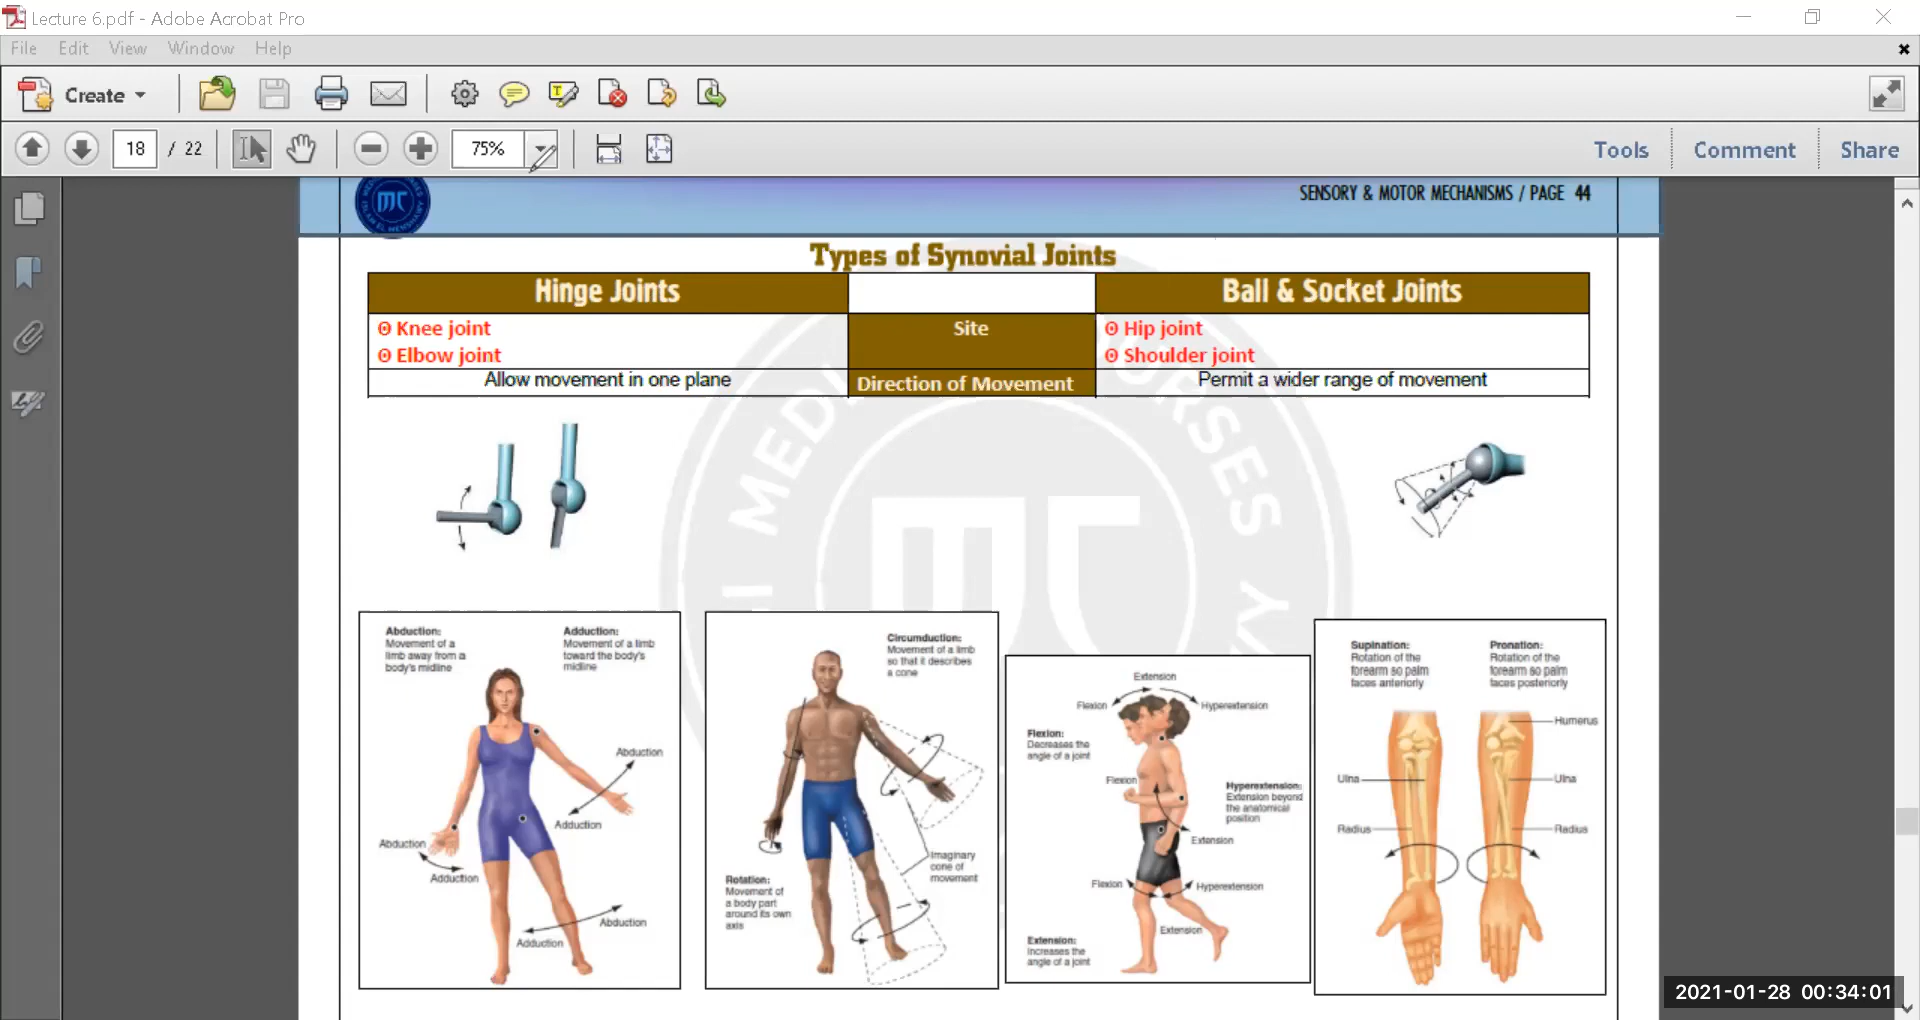 Lecture 6.pdf - Adobe Acrobat Pro
File Edit View Window Help
Create
18 / 22
75%
Tools Comment Share
MC
SENSORY & MOTOR MECHANISMS / PAGE 44
Types of Synovial Joints
Hinge Joints
Ball & Socket Joints
Knee joint
Elbow joint
Site
Hip joint
Shoulder joint
Allow movement in one plane
Direction of Movement
Permit a wider range of movement
MC
Abduction:
Movement of a
limb away from a
body's midline
Adduction:
Movement of a limb
toward the body's
midline
Abduction
Adduction
Abduction
Adduction
Abduction
Adduction
Circumduction:
Movement of a limb
so that it describes
a cone
Imaginary
cone of
movement
Rotation:
Movement of
a body part
around its own
axis
Extension
Flexion
Hyperextension
Flexion:
Decreases the
angle of a joint
Flexion
Hyperextension:
Extension beyond
the anatomical
position
Extension
Flexion
Hyperextension
Extension
Extension:
Increases the
angle of a joint
Supination:
Rotation of the
forearm so palm
faces anteriorly
Pronation:
Rotation of the
forearm so palm
faces posteriorly
Humerus
Ulna
Ulna
Radius
Radius
2021-01-28 00:34:01